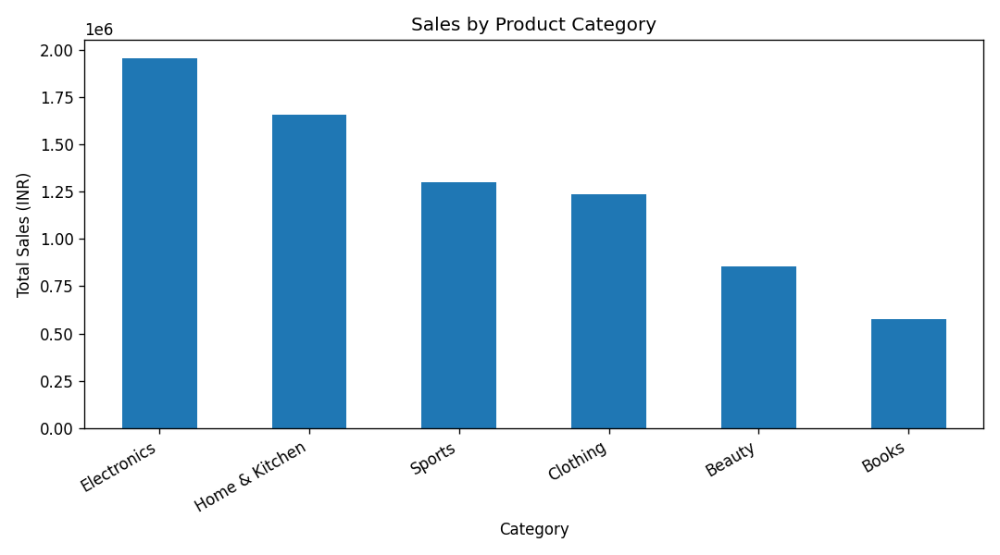 Sales by Product Category
1e6
2.00
1.75
1.50
1.25
1.00
0.75
0.50
0.25
0.00
Total Sales (INR)
Electronics
Home & Kitchen
Sports
Clothing
Beauty
Books
Category